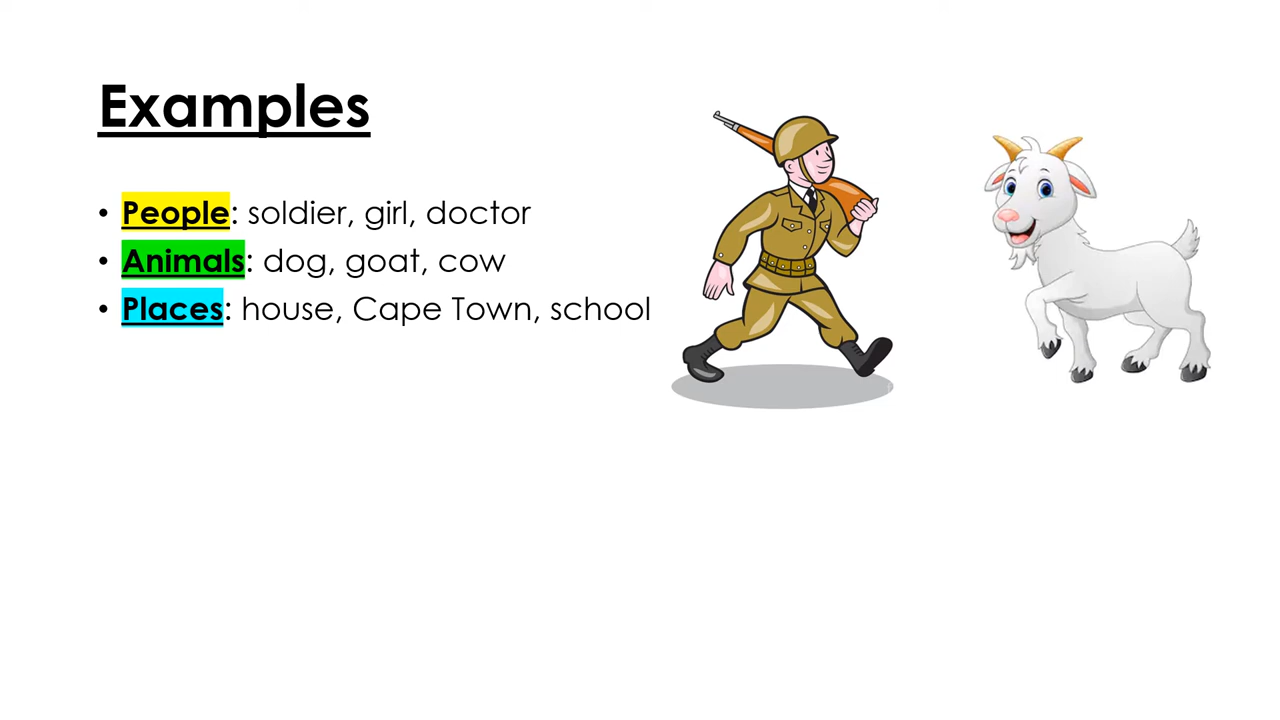 Examples
• People: soldier, girl, doctor
• Animals: dog, goat, cow
• Places: house, Cape Town, school